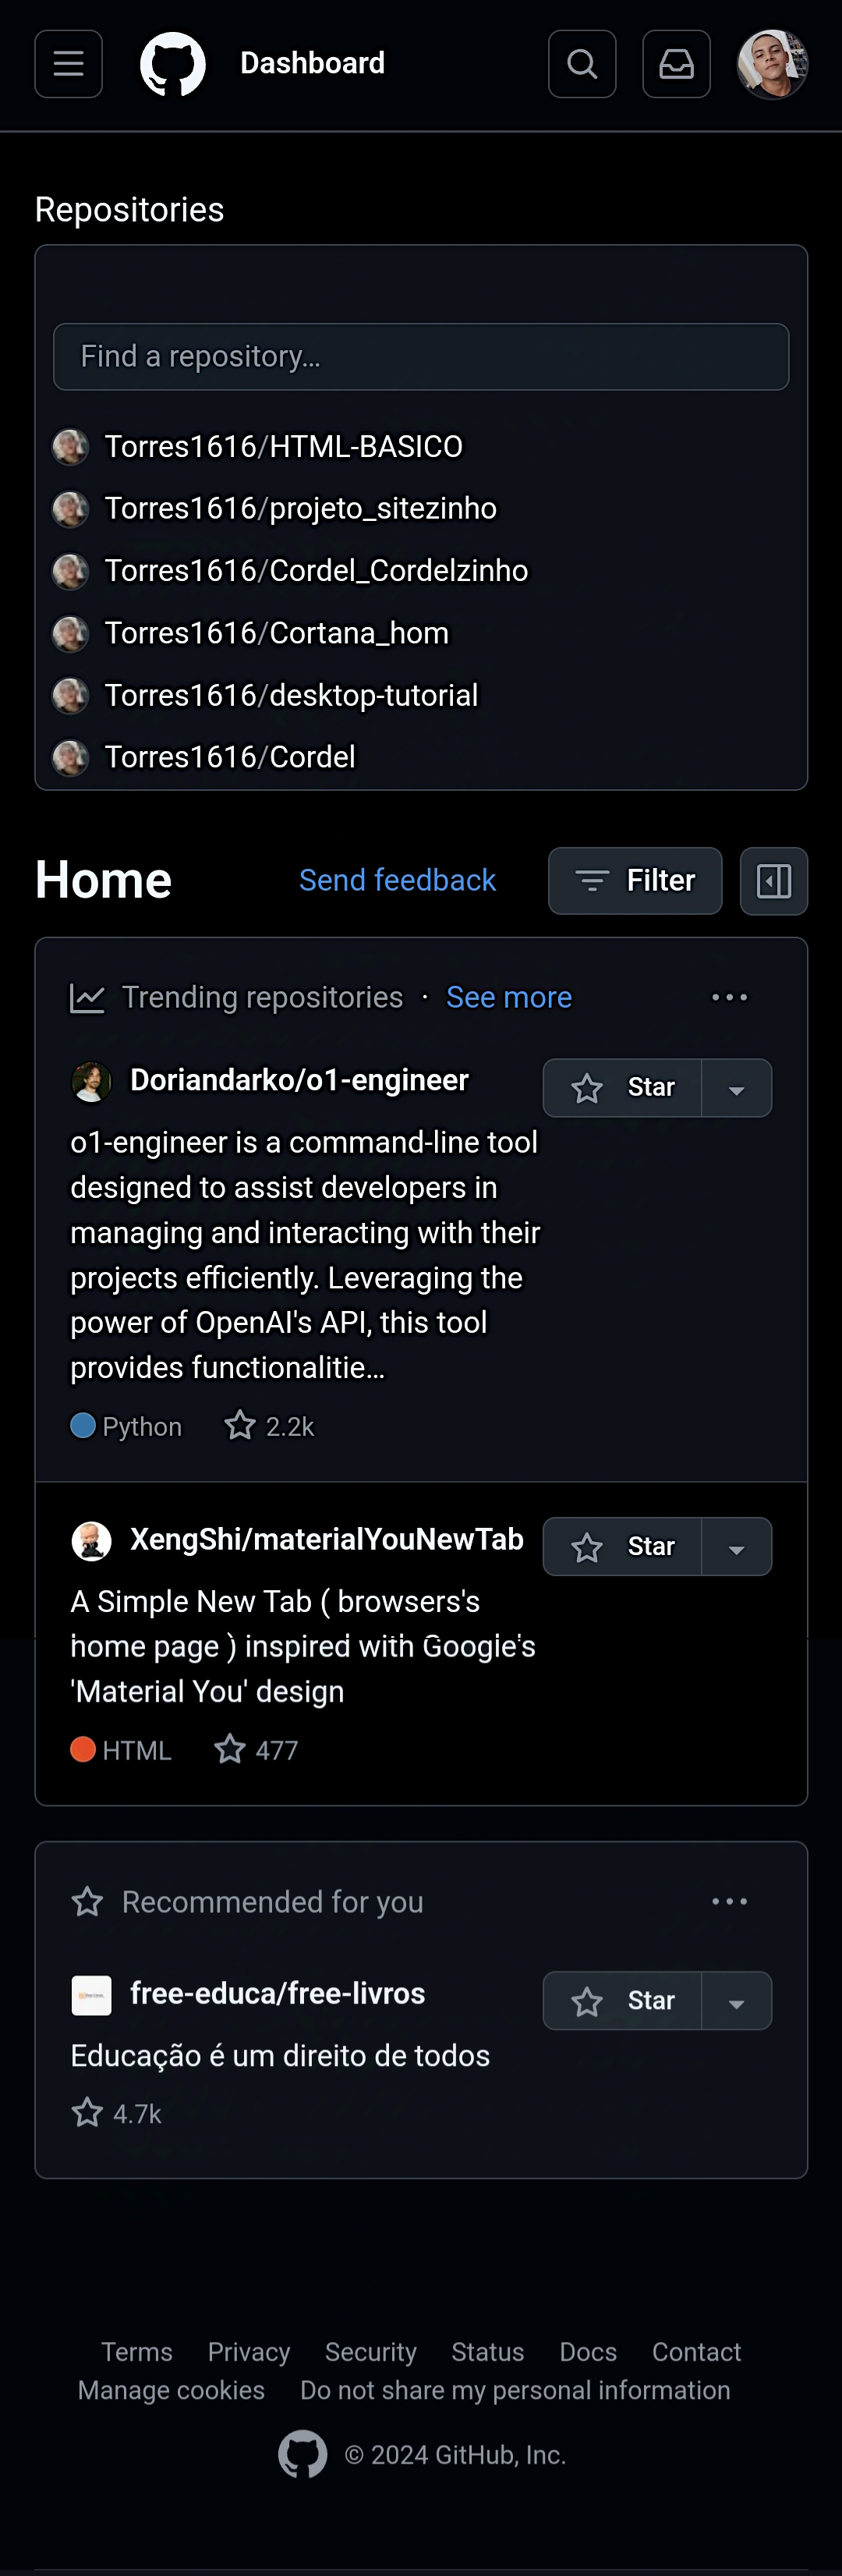 Dashboard
Repositories
Find a repository...
Torres1616/HTML-BASICO
Torres1616/projeto_sitezinho
Torres1616/Cordel_Cordelzinho
Torres1616/Cortana_hom
Torres1616/desktop-tutorial
Torres1616/Cordel
Home Send feedback Filter
Trending repositories · See more
Doriandarko/o1-engineer Star
o1-engineer is a command-line tool
designed to assist developers in
managing and interacting with their
projects efficiently. Leveraging the
power of OpenAI's API, this tool
provides functionalitie...
Python 2.2k
XengShi/materialYouNewTab Star
A Simple New Tab ( browsers's
home page ) inspired with Google's
'Material You' design
HTML 477
Recommended for you
free-educa/free-livros Star
Educação é um direito de todos
4.7k
Terms Privacy Security Status Docs Contact
Manage cookies Do not share my personal information
© 2024 GitHub, Inc.